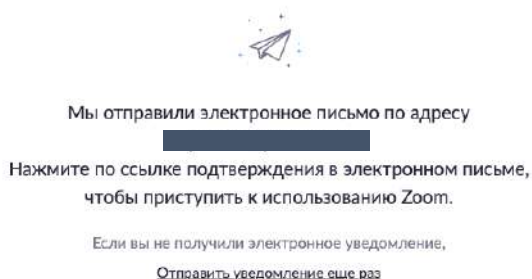 Мы отправили электронное письмо по адресу
Нажмите по ссылке подтверждения в электронном письме,
чтобы приступить к использованию Zoom.
Если вы не получили электронное уведомление,
Отправить уведомление еще раз